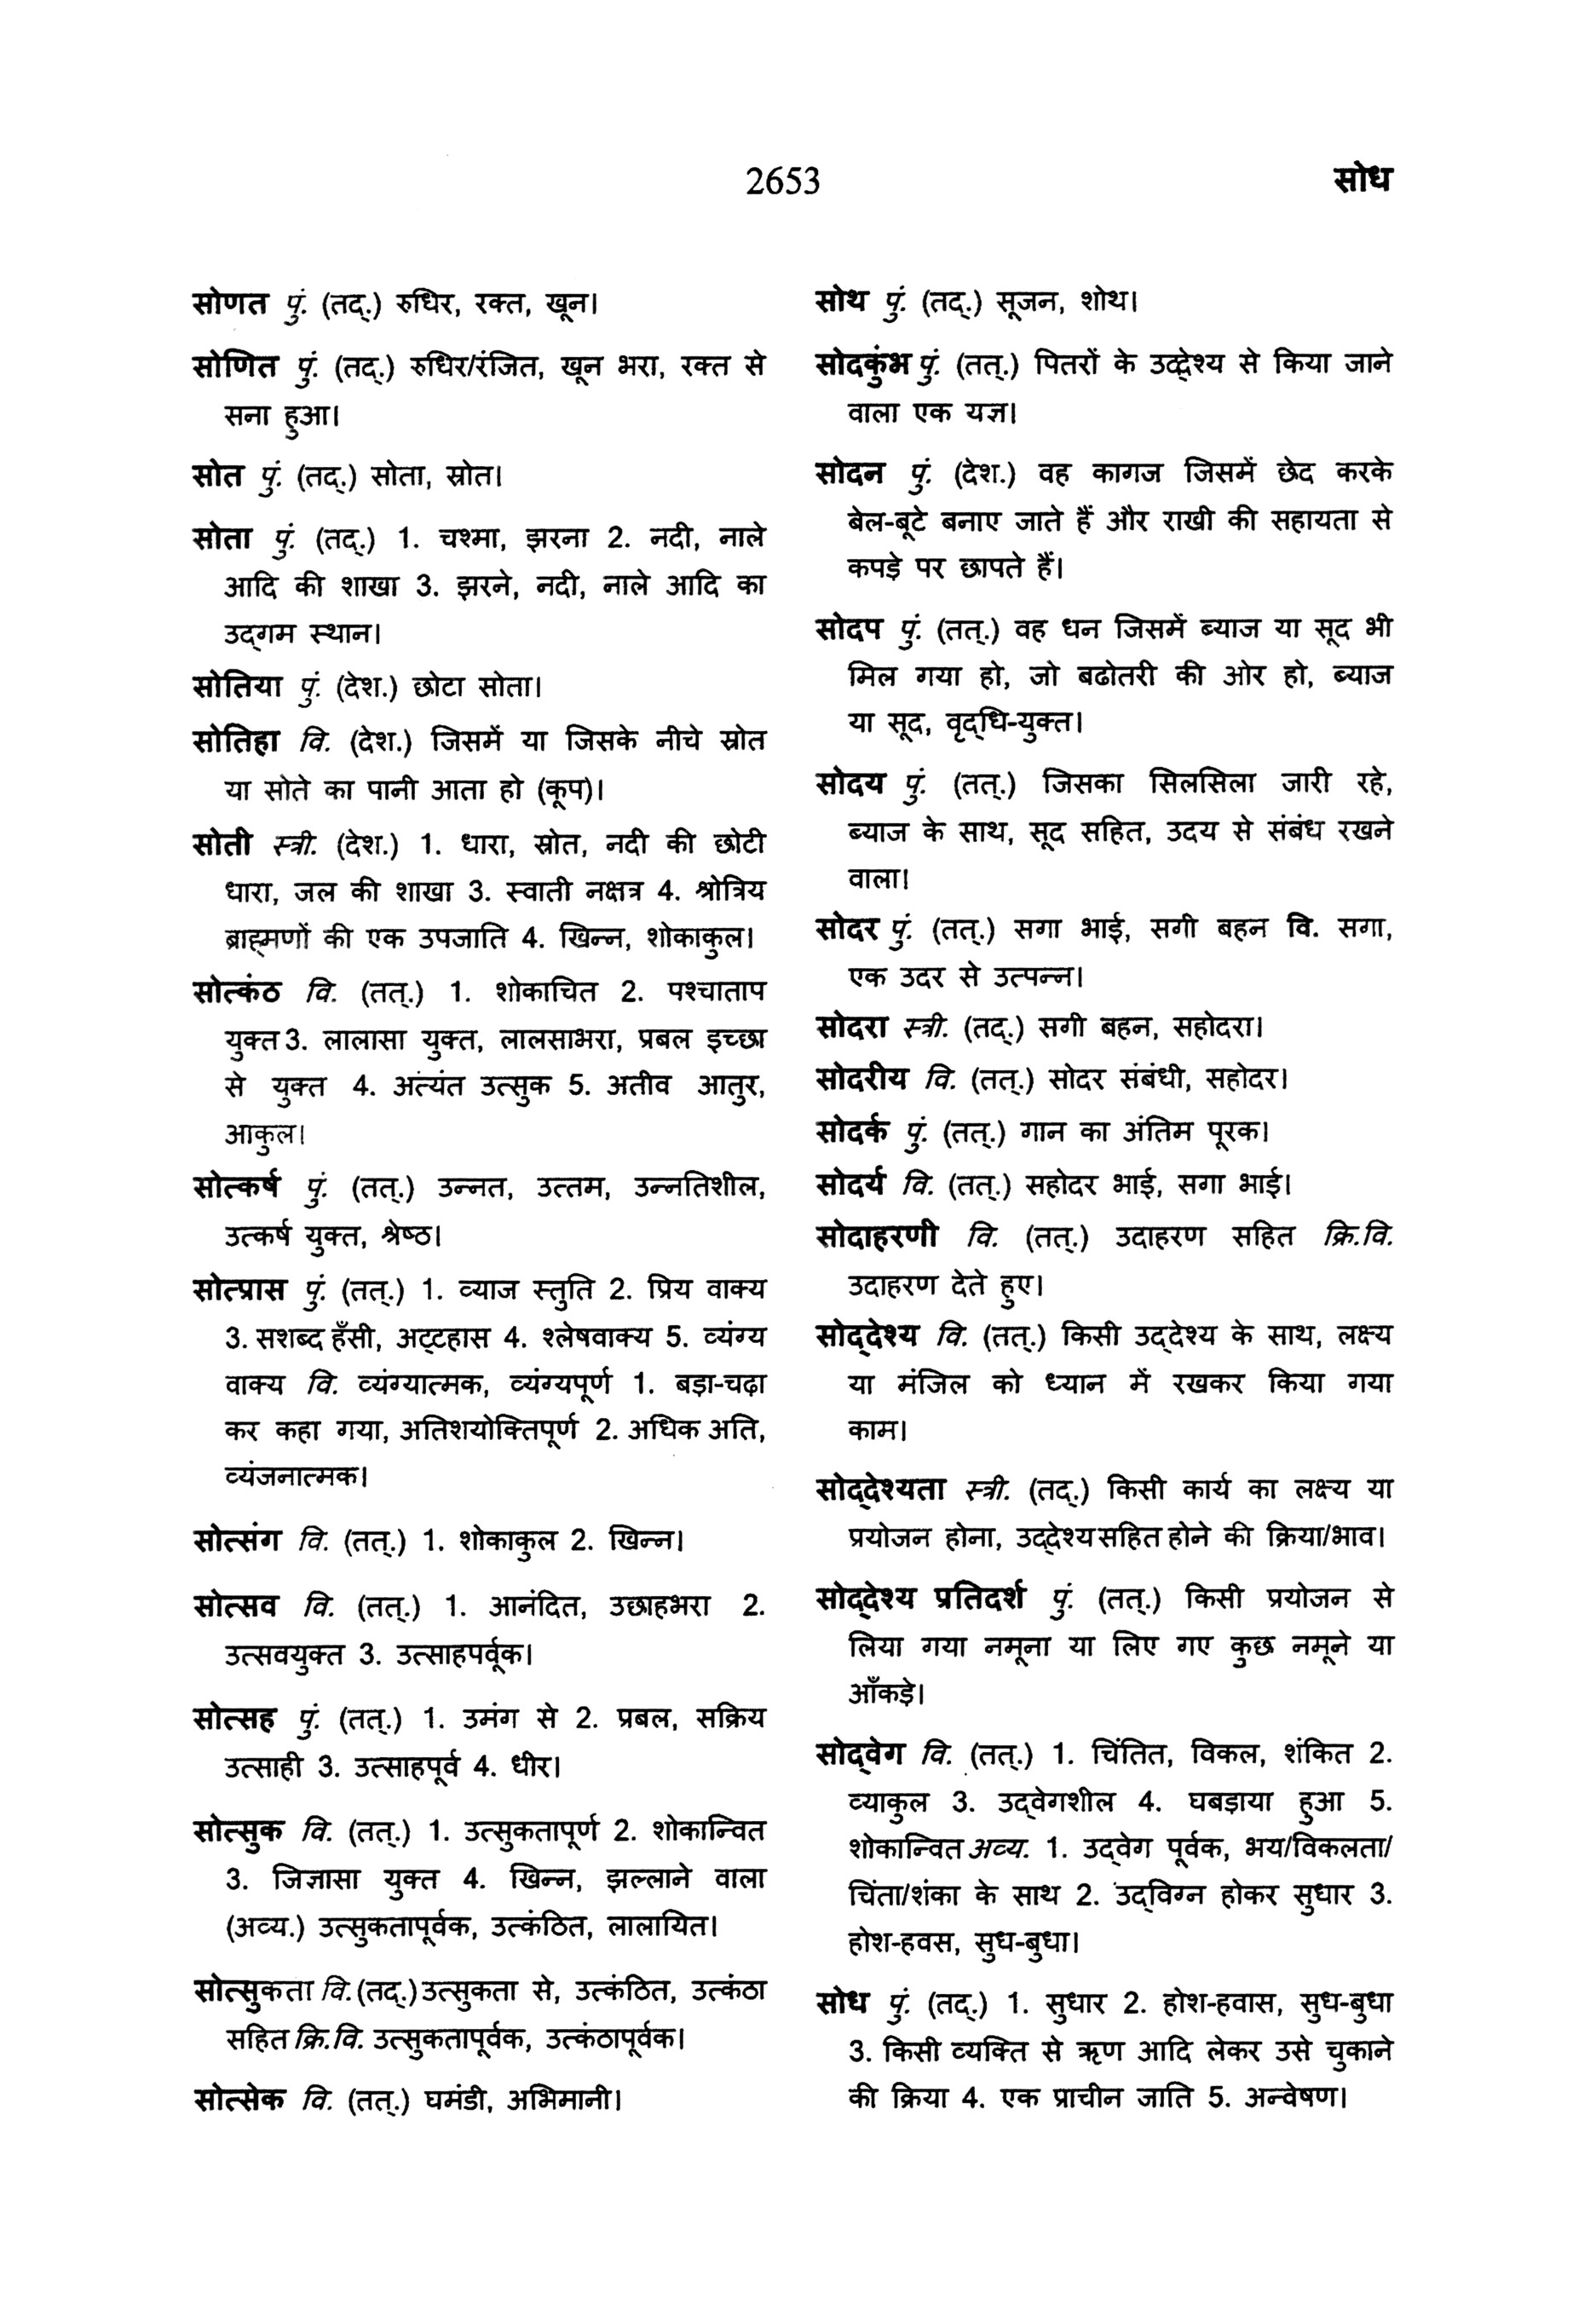 2653
सोध
सोणत पुं. (तद्.) रुधिर, रक्त, खून।
सोणित पुं. (तद्.) रुधिर/रंजित, खून भरा, रक्त से
सना हुआ।
सोत पुं. (तद्.) सोता, स्रोत।
सोता पुं. (तद्.) 1. चश्मा, झरना 2. नदी, नाले
आदि की शाखा 3. झरने, नदी, नाले आदि का
उद्गम स्थान।
सोतिया पुं. (देश.) छोटा सोता।
सोतिहा वि. (देश.) जिसमें या जिसके नीचे स्रोत
या सोते का पानी आता हो (कूप)।
सोती स्त्री. (देश.) 1. धारा, स्रोत, नदी की छोटी
धारा, जल की शाखा 3. स्वाती नक्षत्र 4. श्रोत्रिय
ब्राह्मणों की एक उपजाति 4. खिन्न, शोकाकुल।
सोत्कंठ वि. (तत्.) 1. शोकाचित 2. पश्चाताप
युक्त 3. लालासा युक्त, लालसाभरा, प्रबल इच्छा
से युक्त 4. अत्यंत उत्सुक 5. अतीव आतुर,
आकुल।
सोत्कर्ष पुं. (तत्.) उन्नत, उत्तम, उन्नतिशील,
उत्कर्ष युक्त, श्रेष्ठ।
सोत्प्रास पुं. (तत्.) 1. व्याज स्तुति 2. प्रिय वाक्य
3. सशब्द हँसी, अट्टहास 4. श्लेषवाक्य 5. व्यंग्य
वाक्य वि. व्यंग्यात्मक, व्यंग्यपूर्ण 1. बड़ा-चढ़ा
कर कहा गया, अतिशयोक्तिपूर्ण 2. अधिक अति,
व्यंजनात्मक।
सोत्संग वि. (तत्.) 1. शोकाकुल 2. खिन्न।
सोत्सव वि. (तत्.) 1. आनंदित, उछाहभरा 2.
उत्सवयुक्त 3. उत्साहपर्वूक।
सोत्सह पुं. (तत्.) 1. उमंग से 2. प्रबल, सक्रिय
उत्साही 3. उत्साहपूर्व 4. धीर।
सोत्सुक वि. (तत्.) 1. उत्सुकतापूर्ण 2. शोकान्वित
3. जिज्ञासा युक्त 4. खिन्न, झल्लाने वाला
(अव्य.) उत्सुकतापूर्वक, उत्कंठित, लालायित।
सोत्सुकता वि. (तद्.) उत्सुकता से, उत्कंठित, उत्कंठा
सहित क्रि.वि. उत्सुकतापूर्वक, उत्कंठापूर्वक।
सोत्सेक वि. (तत्.) घमंडी, अभिमानी।
सोथ पुं. (तद्.) सूजन, शोथ।
सोदकुंभ पुं. (तत्.) पितरों के उद्देश्य से किया जाने
वाला एक यज्ञ।
सोदन पुं. (देश.) वह कागज जिसमें छेद करके
बेल-बूटे बनाए जाते हैं और राखी की सहायता से
कपड़े पर छापते हैं।
सोदप पुं. (तत्.) वह धन जिसमें ब्याज या सूद भी
मिल गया हो, जो बढोतरी की ओर हो, ब्याज
या सूद, वृद्धि-युक्त।
सोदय पुं. (तत्.) जिसका सिलसिला जारी रहे,
ब्याज के साथ, सूद सहित, उदय से संबंध रखने
वाला।
सोदर पुं. (तत्.) सगा भाई, सगी बहन वि. सगा,
एक उदर से उत्पन्न।
सोदरा स्त्री. (तद्.) सगी बहन, सहोदरा।
सोदरीय वि. (तत्.) सोदर संबंधी, सहोदर।
सोदर्क पुं. (तत्.) गान का अंतिम पूरक।
सोदर्य वि. (तत्.) सहोदर भाई, सगा भाई।
सोदाहरणी वि. (तत्.) उदाहरण सहित क्रि.वि.
उदाहरण देते हुए।
सोद्देश्य वि. (तत्.) किसी उद्देश्य के साथ, लक्ष्य
या मंजिल को ध्यान में रखकर किया गया
काम।
सोद्देश्यता स्त्री. (तद्.) किसी कार्य का लक्ष्य या
प्रयोजन होना, उद्देश्य सहित होने की क्रिया/भाव।
सोद्देश्य प्रतिदर्श पुं. (तत्.) किसी प्रयोजन से
लिया गया नमूना या लिए गए कुछ नमूने या
आँकड़े।
सोद्वेग वि. (तत्.) 1. चिंतित, विकल, शंकित 2.
व्याकुल 3. उद्वेगशील 4. घबड़ाया हुआ 5.
शोकान्वित अव्य. 1. उद्वेग पूर्वक, भय/विकलता/
चिंता/शंका के साथ 2. उद्विग्न होकर सुधार 3.
होश-हवस, सुध-बुधा।
सोध पुं. (तद्.) 1. सुधार 2. होश-हवास, सुध-बुधा
3. किसी व्यक्ति से ऋण आदि लेकर उसे चुकाने
की क्रिया 4. एक प्राचीन जाति 5. अन्वेषण।